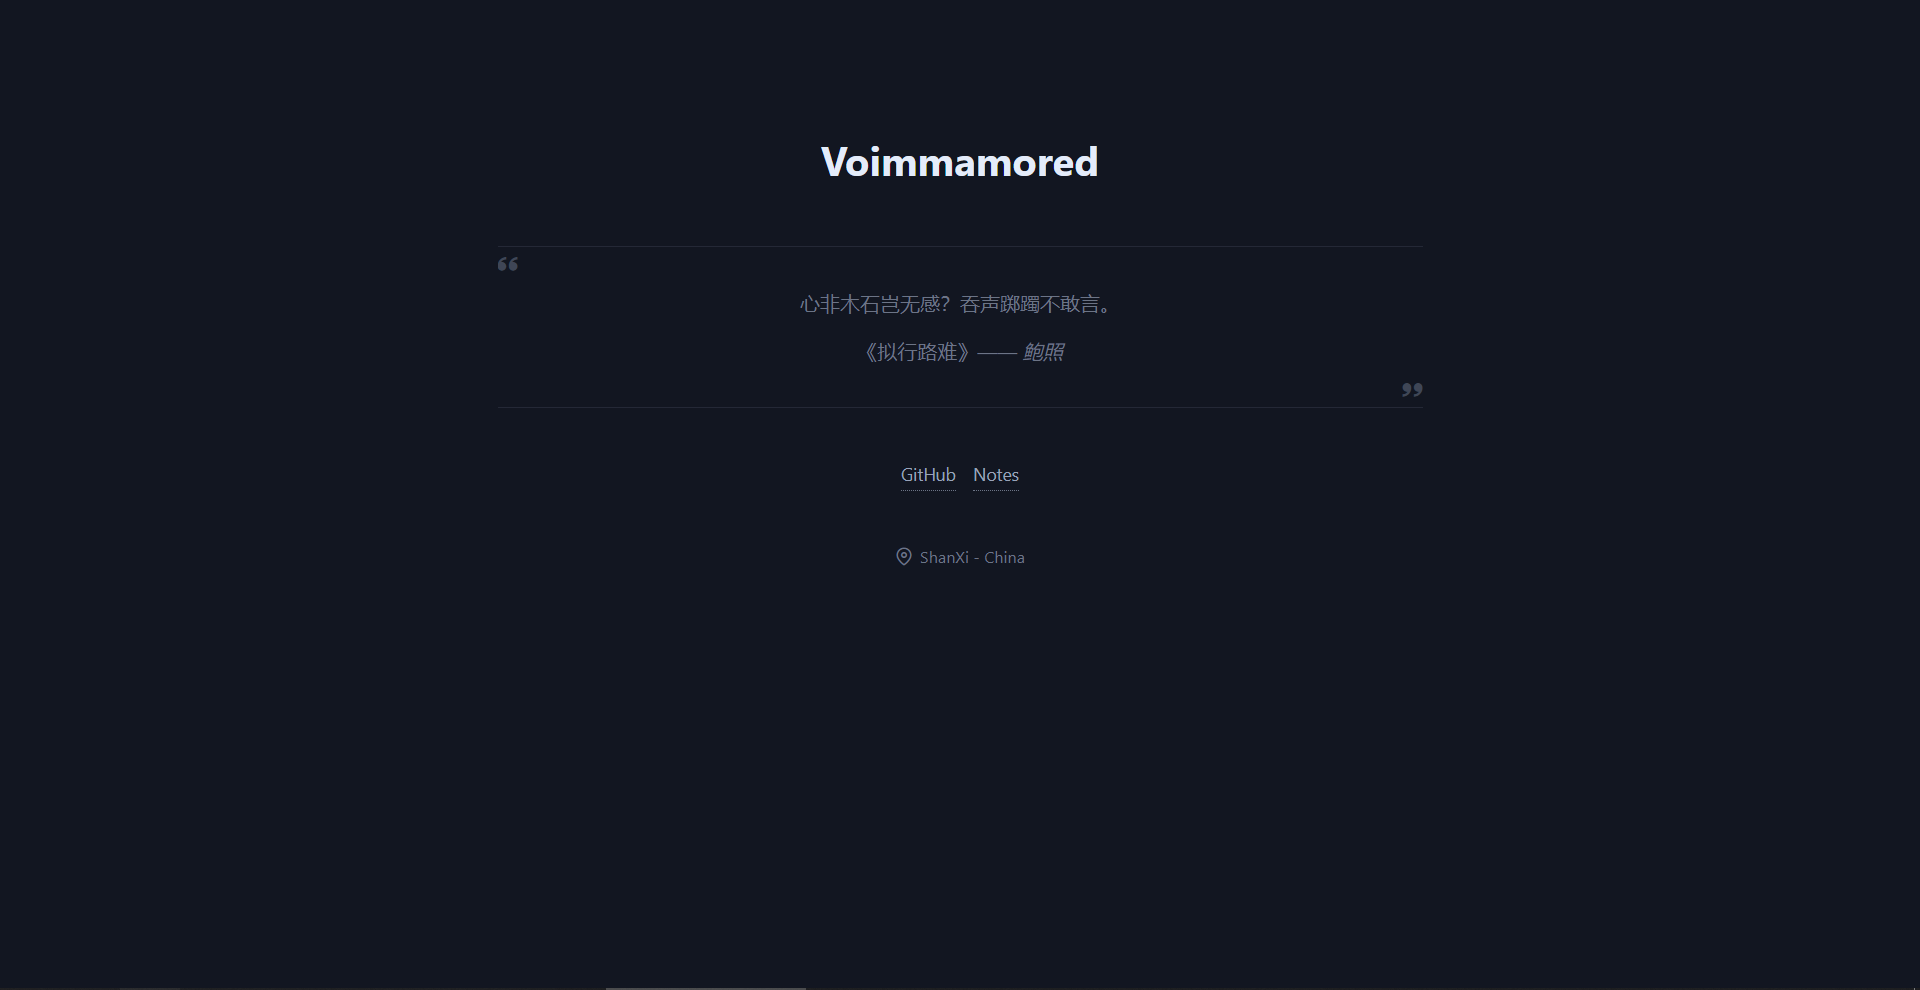 Voimmamored
“
心非木石岂无感？吞声踯躅不敢言。
《拟行路难》—— 鲍照
”
GitHub Notes
ShanXi - China